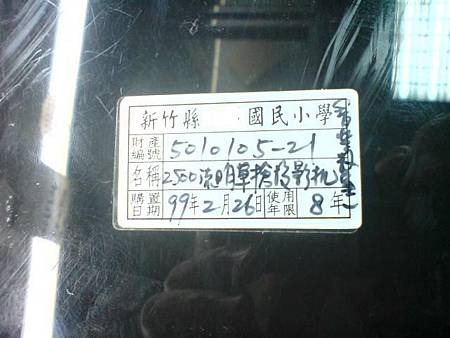 新竹縣 國民小學
財產編號 5010105-21
名稱 2500流明單槍投影機
購置日期 99年2月26日 使用年限 8年